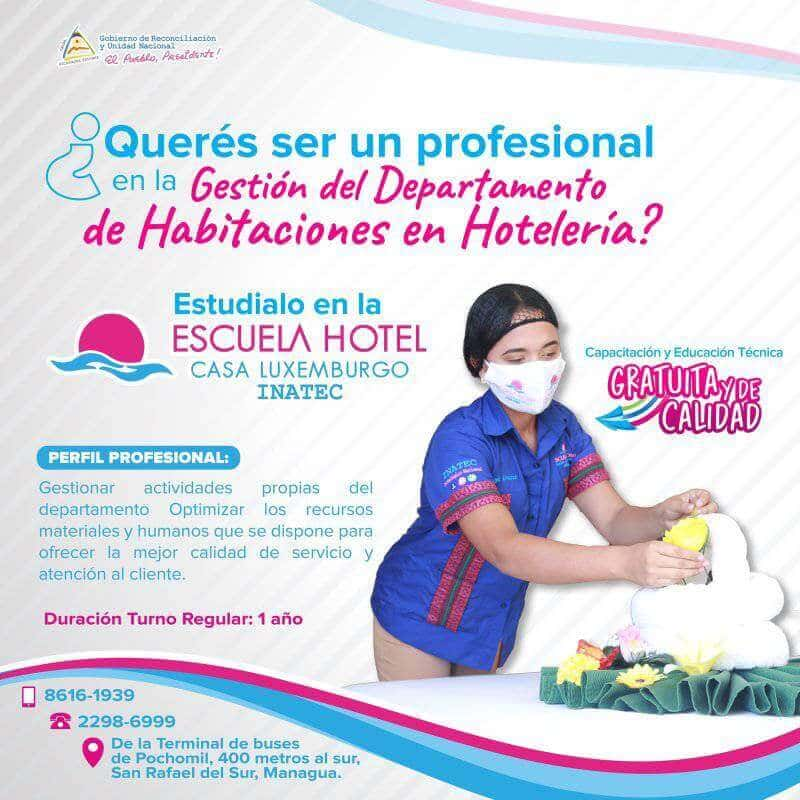 Gobierno de Reconciliación
y Unidad Nacional
El Pueblo, Presidente!
¿Querés ser un profesional
en la Gestión del Departamento
de Habitaciones en Hotelería?
Estudialo en la
ESCUELA HOTEL
CASA LUXEMBURGO
INATEC
Capacitación y Educación Técnica
GRATUITA Y DE
CALIDAD
PERFIL PROFESIONAL:
Gestionar actividades propias del
departamento Optimizar los recursos
materiales y humanos que se dispone para
ofrecer la mejor calidad de servicio y
atención al cliente.
INATEC
Duración Turno Regular: 1 año
8616-1939
2298-6999
De la Terminal de buses
de Pochomil, 400 metros al sur,
San Rafael del Sur, Managua.